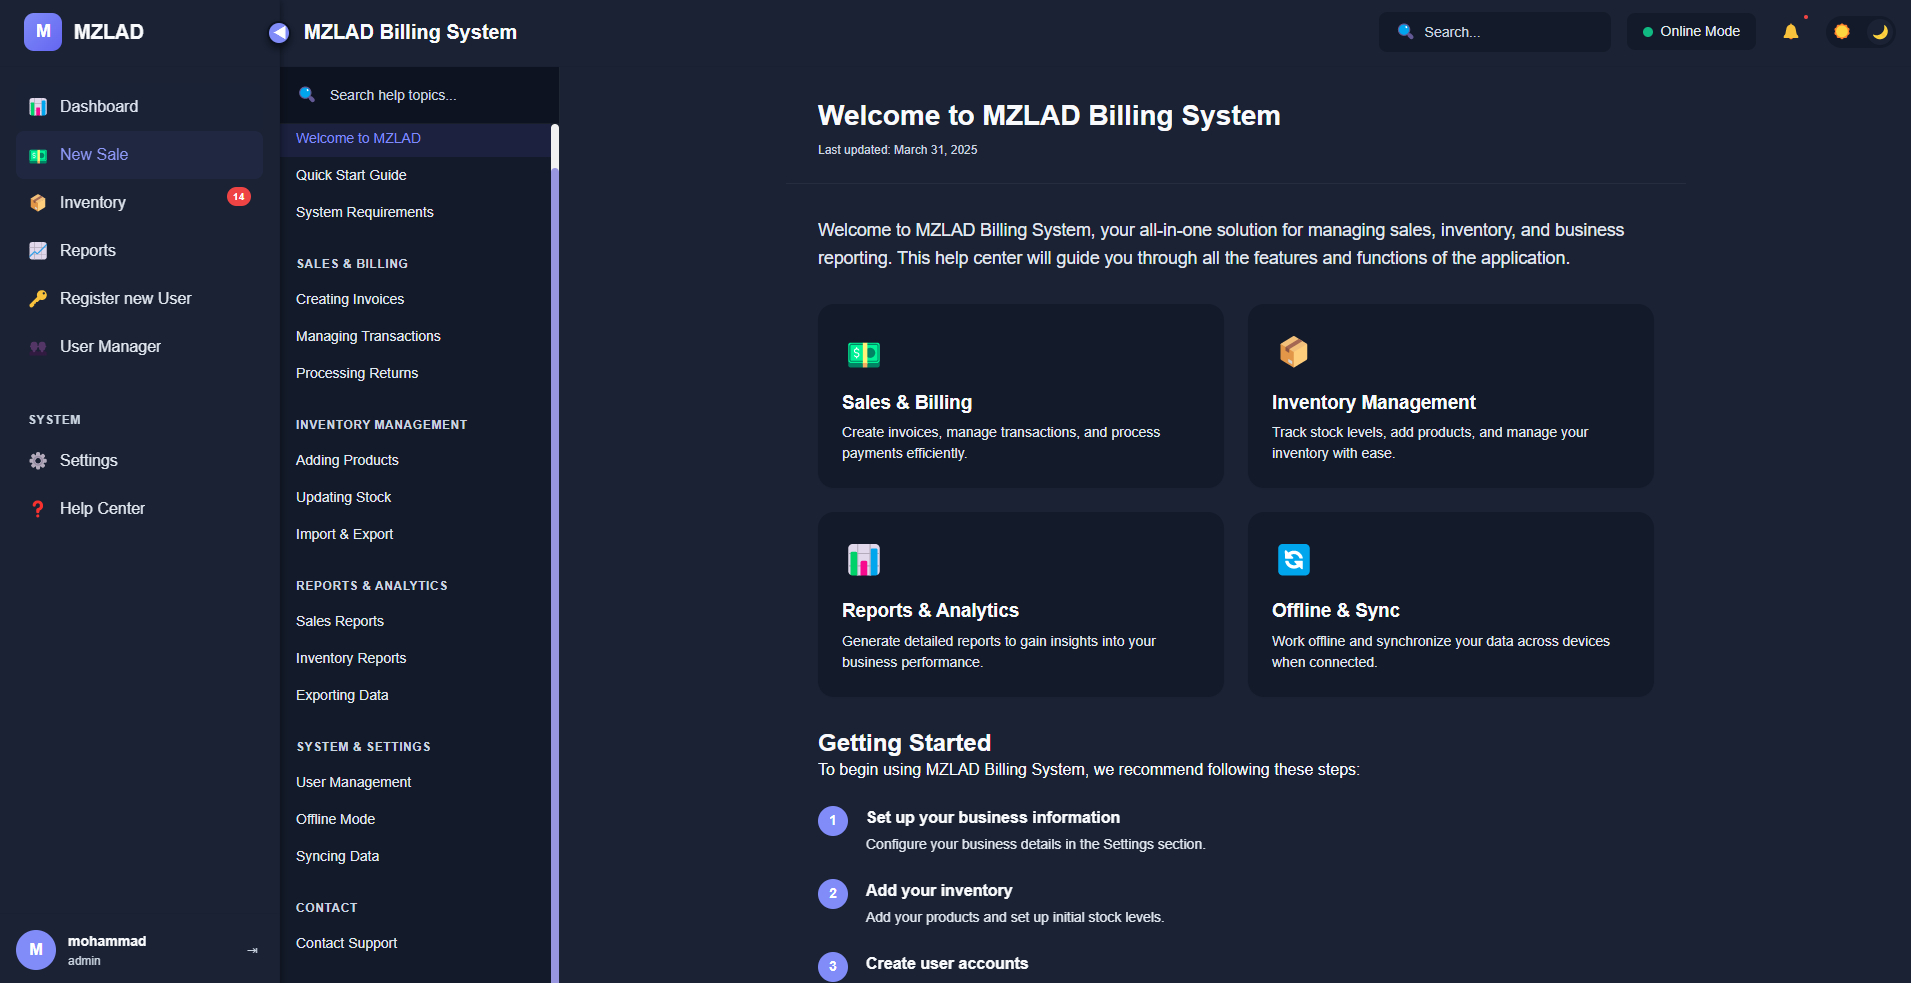 M MZLAD
Dashboard
New Sale
Inventory 14
Reports
Register new User
User Manager
SYSTEM
Settings
Help Center
M mohammad
admin
MZLAD Billing System
Search...
Online Mode
Search help topics...
Welcome to MZLAD
Quick Start Guide
System Requirements
SALES & BILLING
Creating Invoices
Managing Transactions
Processing Returns
INVENTORY MANAGEMENT
Adding Products
Updating Stock
Import & Export
REPORTS & ANALYTICS
Sales Reports
Inventory Reports
Exporting Data
SYSTEM & SETTINGS
User Management
Offline Mode
Syncing Data
CONTACT
Contact Support
Welcome to MZLAD Billing System
Last updated: March 31, 2025
Welcome to MZLAD Billing System, your all-in-one solution for managing sales, inventory, and business
reporting. This help center will guide you through all the features and functions of the application.
Sales & Billing
Create invoices, manage transactions, and process
payments efficiently.
Inventory Management
Track stock levels, add products, and manage your
inventory with ease.
Reports & Analytics
Generate detailed reports to gain insights into your
business performance.
Offline & Sync
Work offline and synchronize your data across devices
when connected.
Getting Started
To begin using MZLAD Billing System, we recommend following these steps:
1 Set up your business information
Configure your business details in the Settings section.
2 Add your inventory
Add your products and set up initial stock levels.
3 Create user accounts